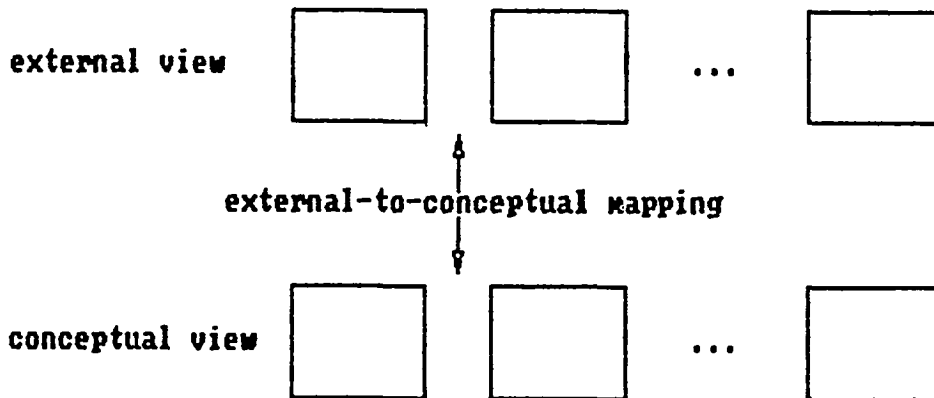 external view
...
external-to-conceptual mapping
conceptual view
...